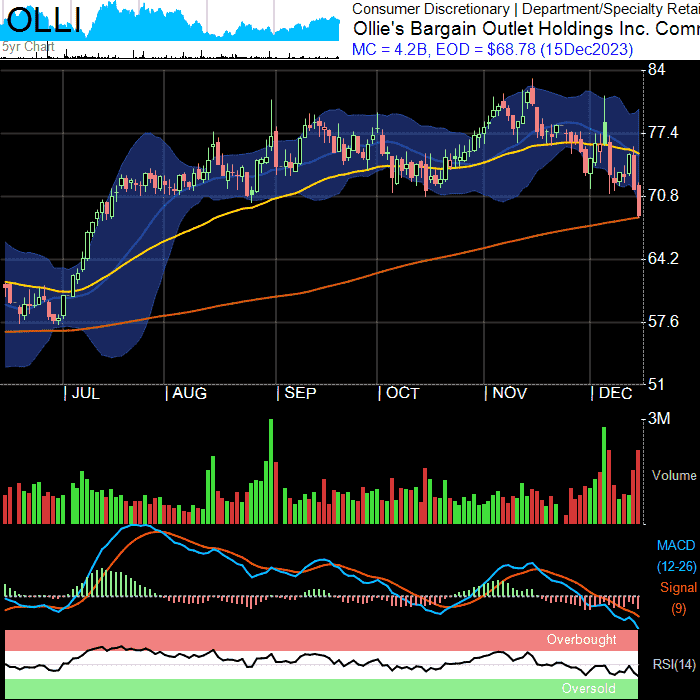 OLLI
5yr Chart
Consumer Discretionary | Department/Specialty Retai
Ollie's Bargain Outlet Holdings Inc. Comm
MC = 4.2B, EOD = $68.78 (15Dec2023)
84
77.4
70.8
64.2
57.6
51
| JUL | AUG | SEP | OCT | NOV | DEC
3M
Volume
MACD
(12-26)
Signal
(9)
Overbought
RSI(14)
Oversold